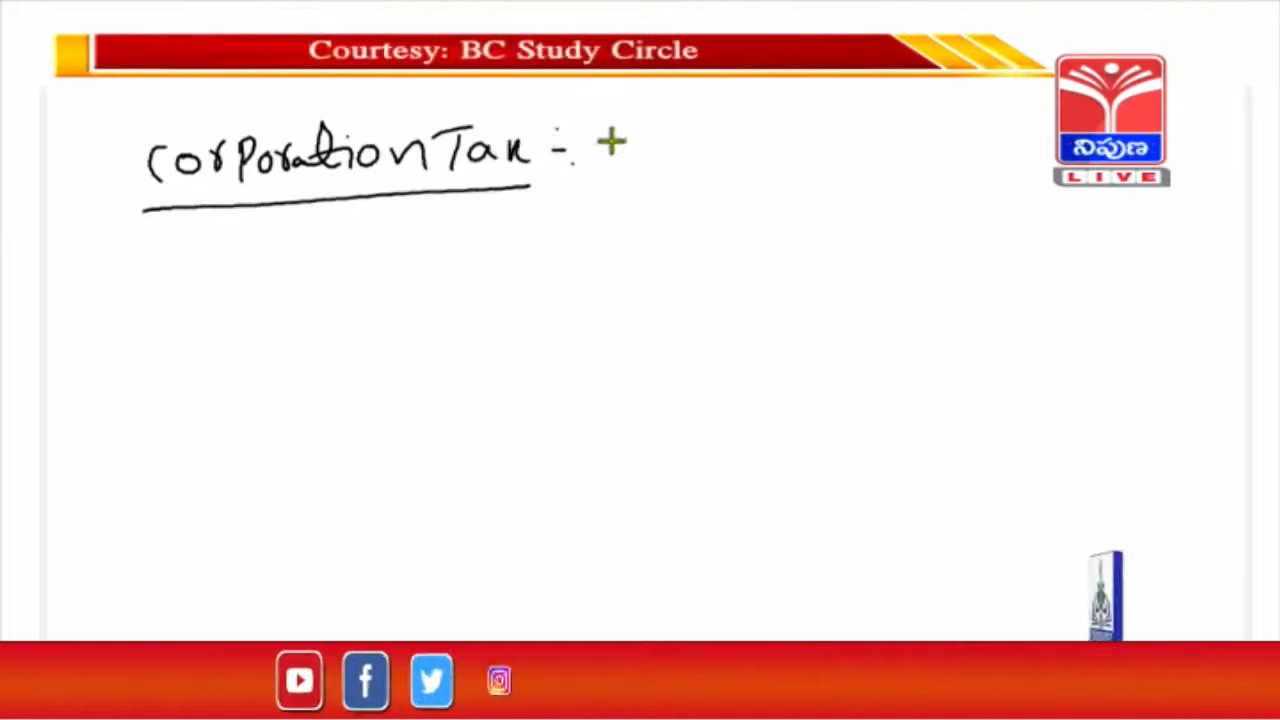 Courtesy: BC Study Circle
Corporation Tax :-
నిపుణ
LIVE